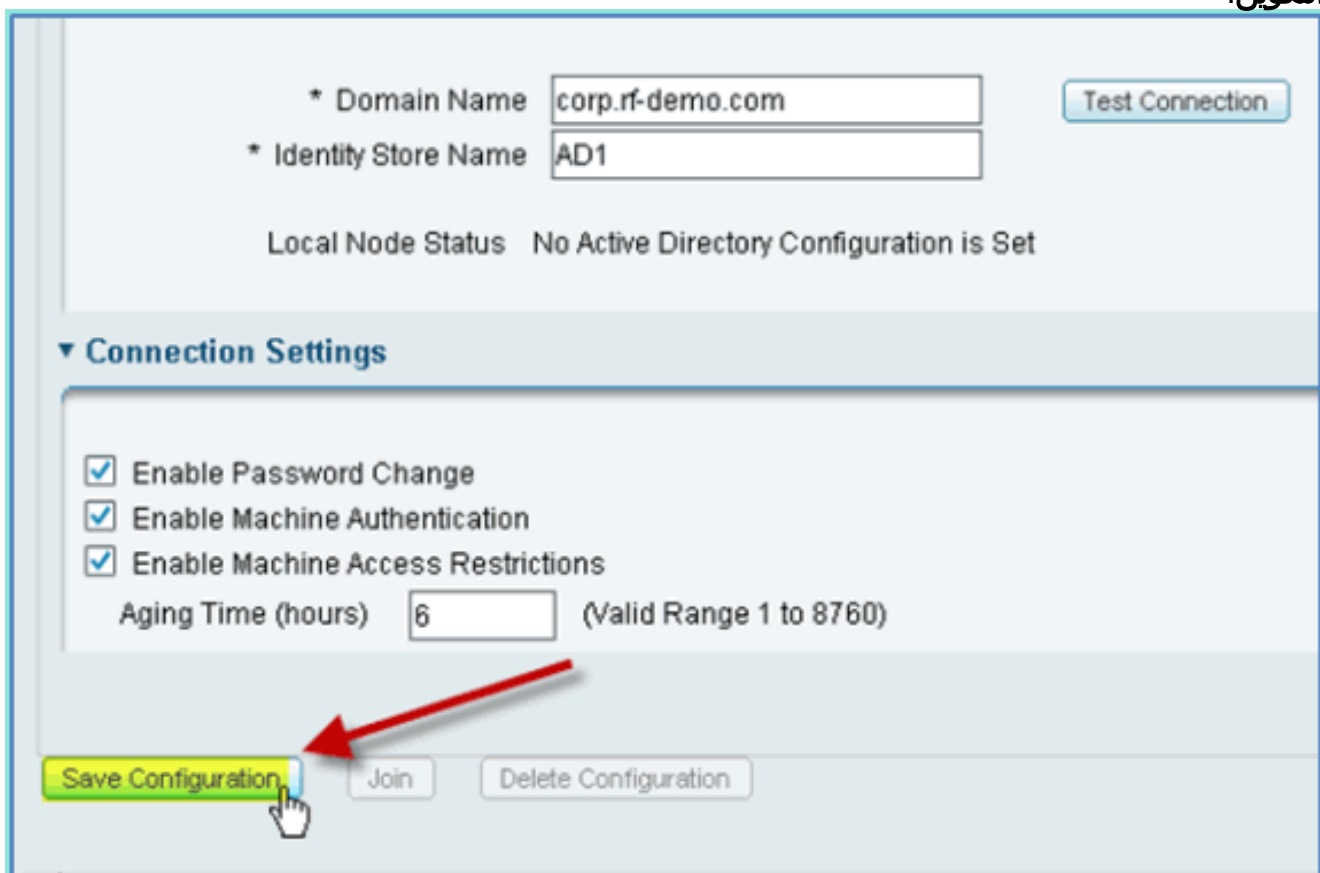 التكوين.
* Domain Name corp.rf-demo.com Test Connection
* Identity Store Name AD1
Local Node Status No Active Directory Configuration is Set
▼ Connection Settings
Enable Password Change
Enable Machine Authentication
Enable Machine Access Restrictions
Aging Time (hours) 6 (Valid Range 1 to 8760)
Save Configuration Join Delete Configuration